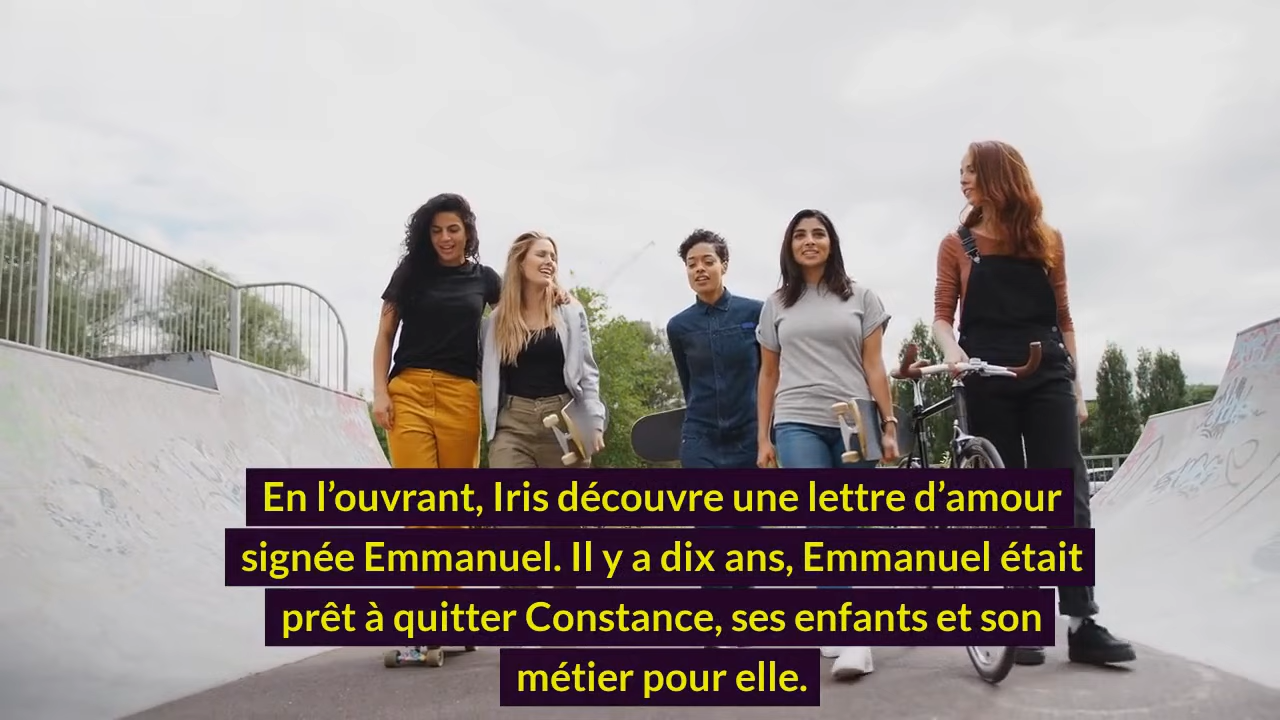 En l’ouvrant, Iris découvre une lettre d’amour
signée Emmanuel. Il y a dix ans, Emmanuel était
prêt à quitter Constance, ses enfants et son
métier pour elle.